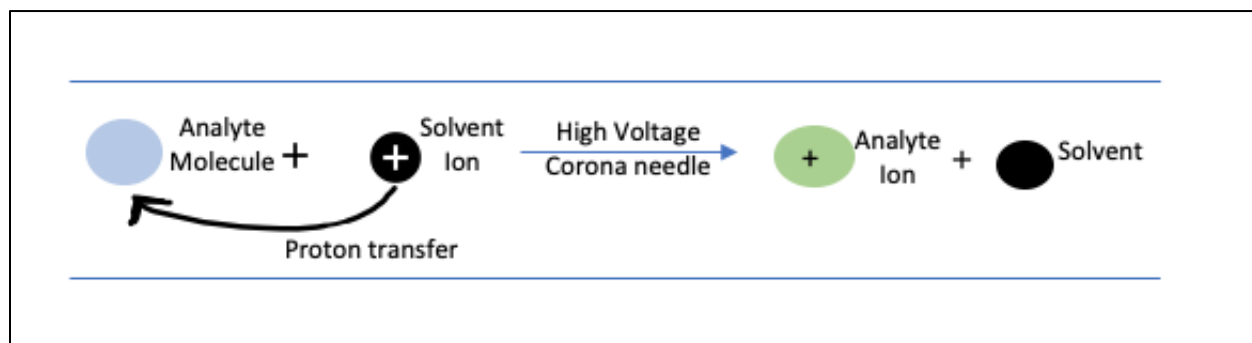 Analyte
Molecule +
+
Solvent
Ion
High Voltage
Corona needle
+
Analyte
Ion
+
Solvent
Proton transfer